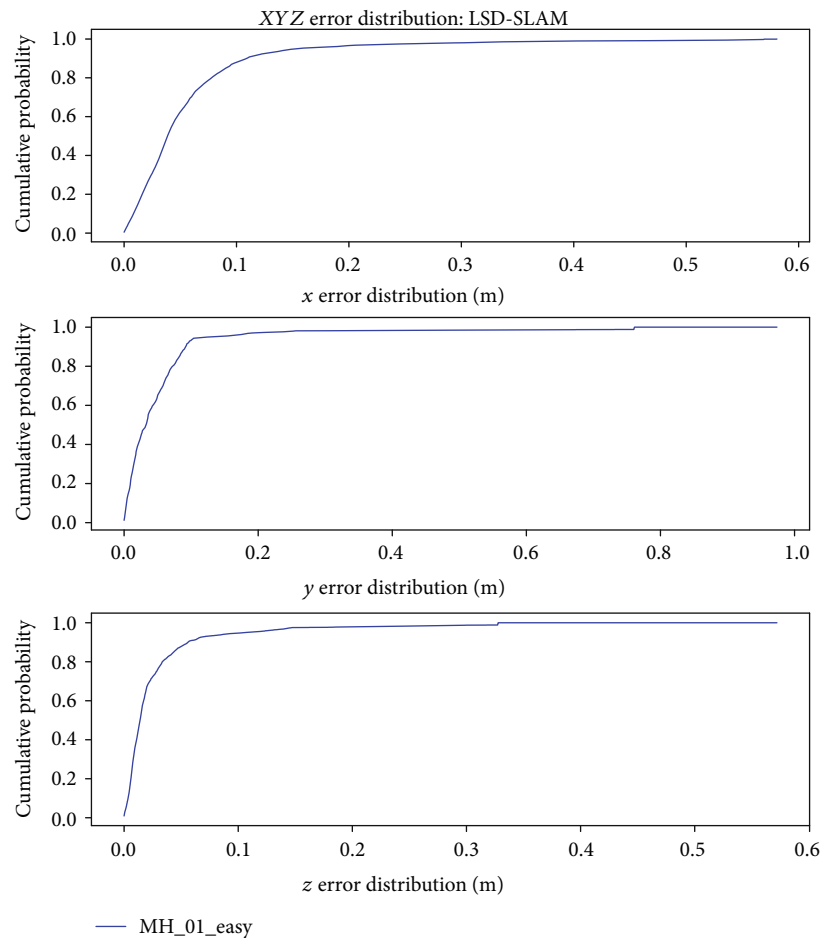 XYZ error distribution: LSD-SLAM
Cumulative probability
1.0
0.8
0.6
0.4
0.2
0.0
0.0 0.1 0.2 0.3 0.4 0.5 0.6
x error distribution (m)
Cumulative probability
1.0
0.8
0.6
0.4
0.2
0.0
0.0 0.2 0.4 0.6 0.8 1.0
y error distribution (m)
Cumulative probability
1.0
0.8
0.6
0.4
0.2
0.0
0.0 0.1 0.2 0.3 0.4 0.5 0.6
z error distribution (m)
MH_01_easy